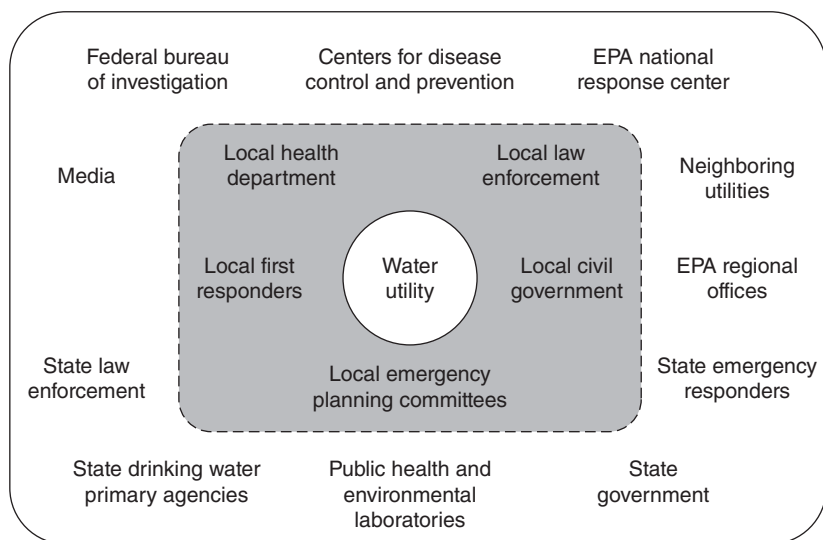 Federal bureau
of investigation
Centers for disease
control and prevention
EPA national
response center
Media
Local health
department
Local law
enforcement
Neighboring
utilities
Local first
responders
Water
utility
Local civil
government
EPA regional
offices
State law
enforcement
Local emergency
planning committees
State emergency
responders
State drinking water
primary agencies
Public health and
environmental
laboratories
State
government